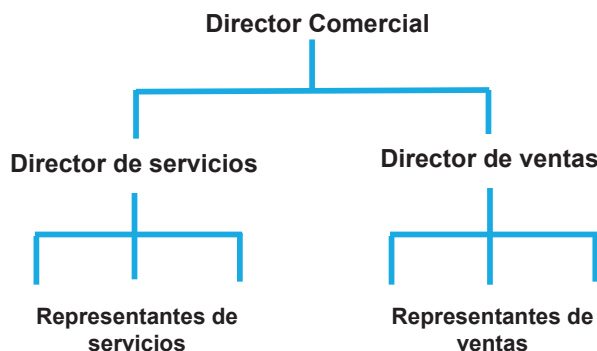 Director Comercial
Director de servicios
Director de ventas
Representantes de
servicios
Representantes de
ventas